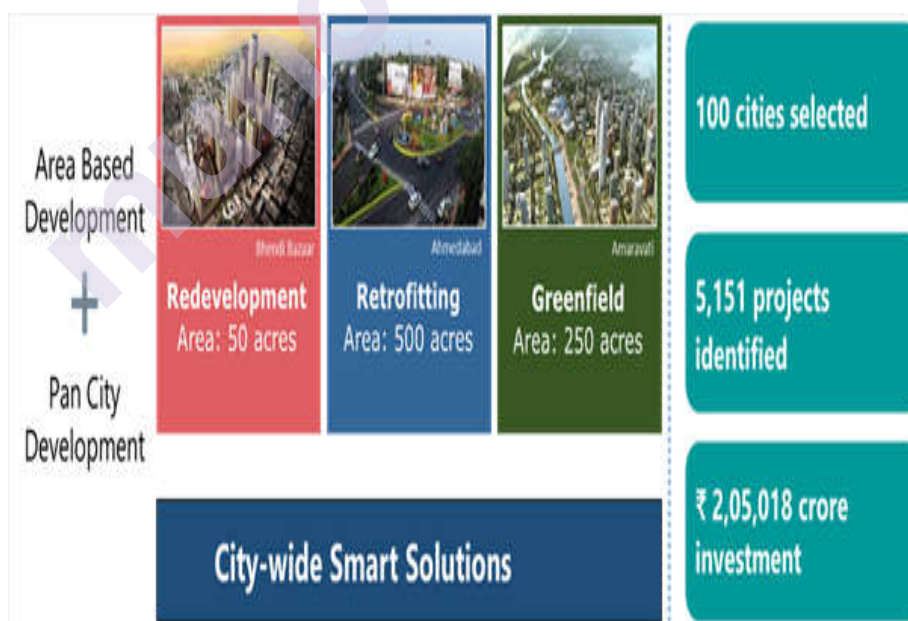 Area Based
Development
+
Pan City
Development
Bhendi Bazaar
Redevelopment
Area: 50 acres
Ahmedabad
Retrofitting
Area: 500 acres
Amaravati
Greenfield
Area: 250 acres
City-wide Smart Solutions
100 cities selected
5,151 projects
identified
₹ 2,05,018 crore
investment